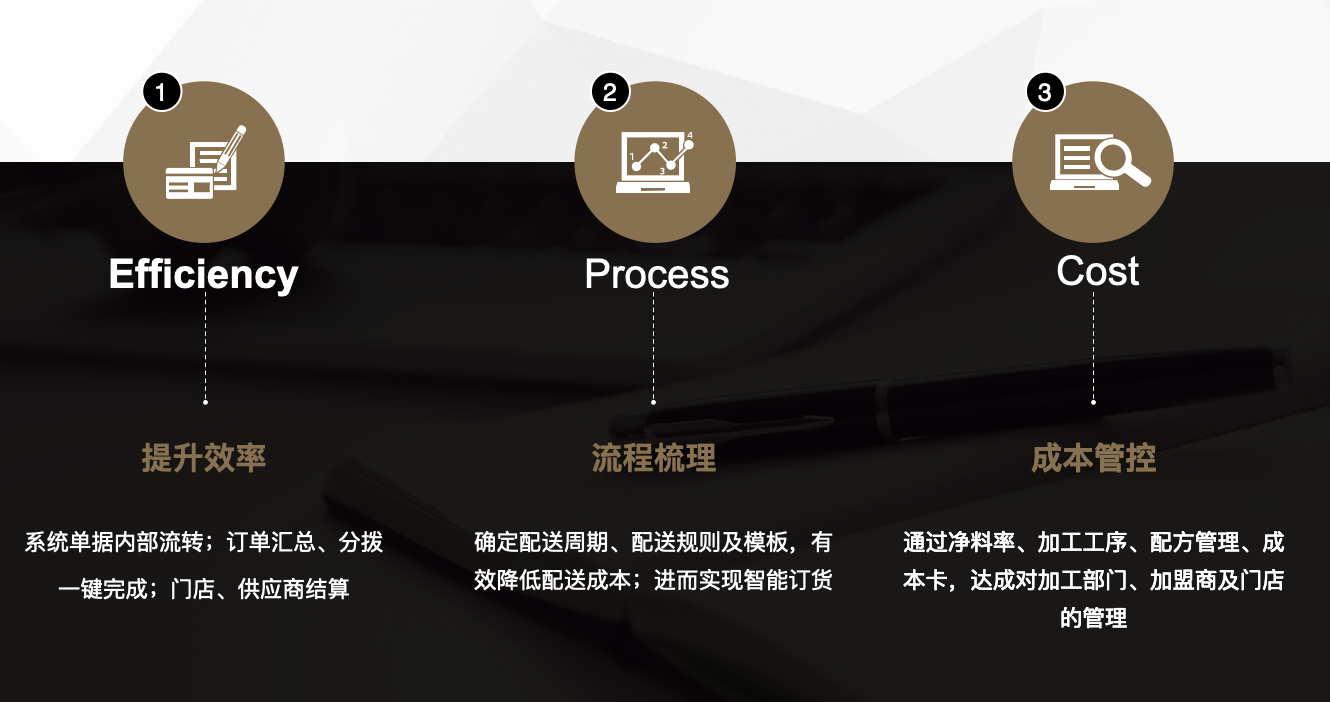 1
Efficiency
提升效率
系统单据内部流转；订单汇总、分拨
一键完成；门店、供应商结算
2
1
2
3
4
Process
流程梳理
确定配送周期、配送规则及模板，有
效降低配送成本；进而实现智能订货
3
Cost
成本管控
通过净料率、加工工序、配方管理、成
本卡，达成对加工部门、加盟商及门店
的管理